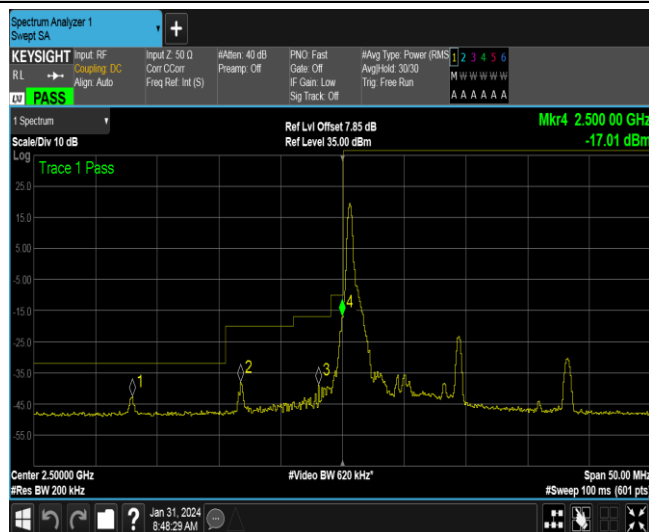 Spectrum Analyzer 1
Swept SA
KEYSIGHT
RL
LXI PASS
Input: RF
Coupling: DC
Align: Auto
Input Z: 50 Ω
Corr CCorr
Freq Ref: Int (S)
#Atten: 40 dB
Preamp: Off
PNO: Fast
Gate: Off
IF Gain: Low
Sig Track: Off
#Avg Type: Power (RMS
Avg|Hold: 30/30
Trig: Free Run
1 2 3 4 5 6
M W W W W W
A A A A A A
1 Spectrum
Scale/Div 10 dB
Ref Lvl Offset 7.85 dB
Ref Level 35.00 dBm
Mkr4 2.500 00 GHz
-17.01 dBm
Log
Trace 1 Pass
25.0
15.0
5.00
-5.00
-15.0
-25.0
-35.0
-45.0
-55.0
1
2
3
4
Center 2.50000 GHz
#Res BW 200 kHz
#Video BW 620 kHz*
Span 50.00 MHz
#Sweep 100 ms (601 pts)
?
Jan 31, 2024
8:48:29 AM